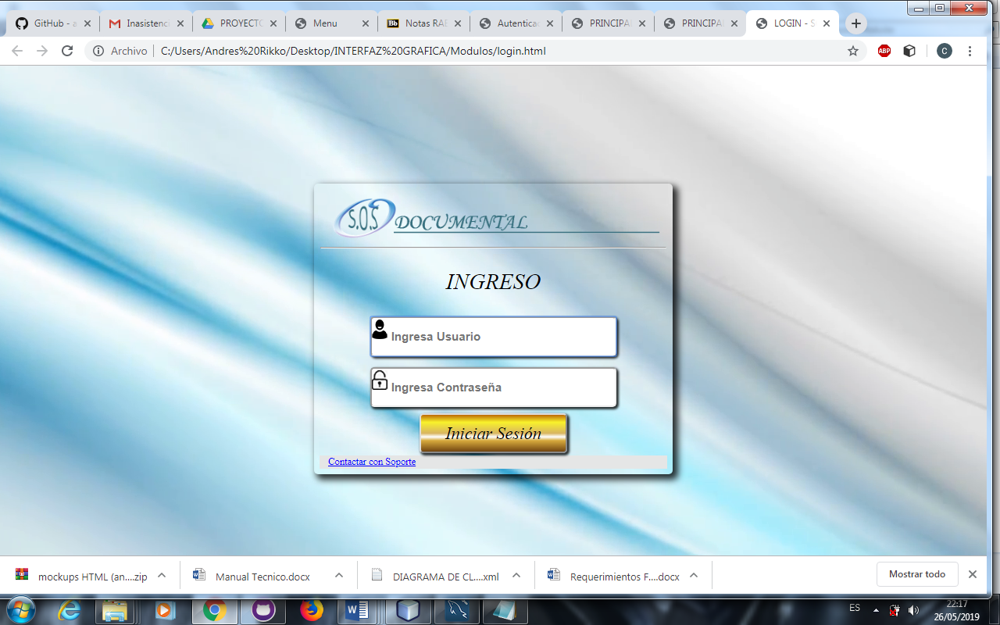 GitHub - a
Inasistenc
PROYECTO
Menu
Notas RAE
Autentica
PRINCIPA
PRINCIPA
LOGIN - S
Archivo
C:/Users/Andres%20Rikko/Desktop/INTERFAZ%20GRAFICA/Modulos/login.html
ABP
C
S.O.S DOCUMENTAL
INGRESO
Ingresa Usuario
Ingresa Contraseña
Iniciar Sesión
Contactar con Soporte
mockups HTML (an....zip
Manual Tecnico.docx
DIAGRAMA DE CL....xml
Requerimientos F....docx
Mostrar todo
ES
22:17
26/05/2019